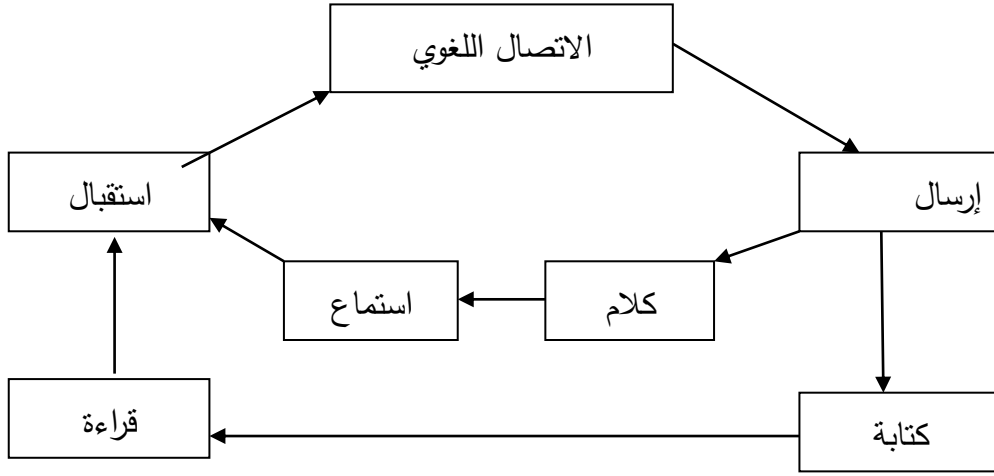 الاتصال اللغوي
إرسال
استقبال
كلام
استماع
كتابة
قراءة